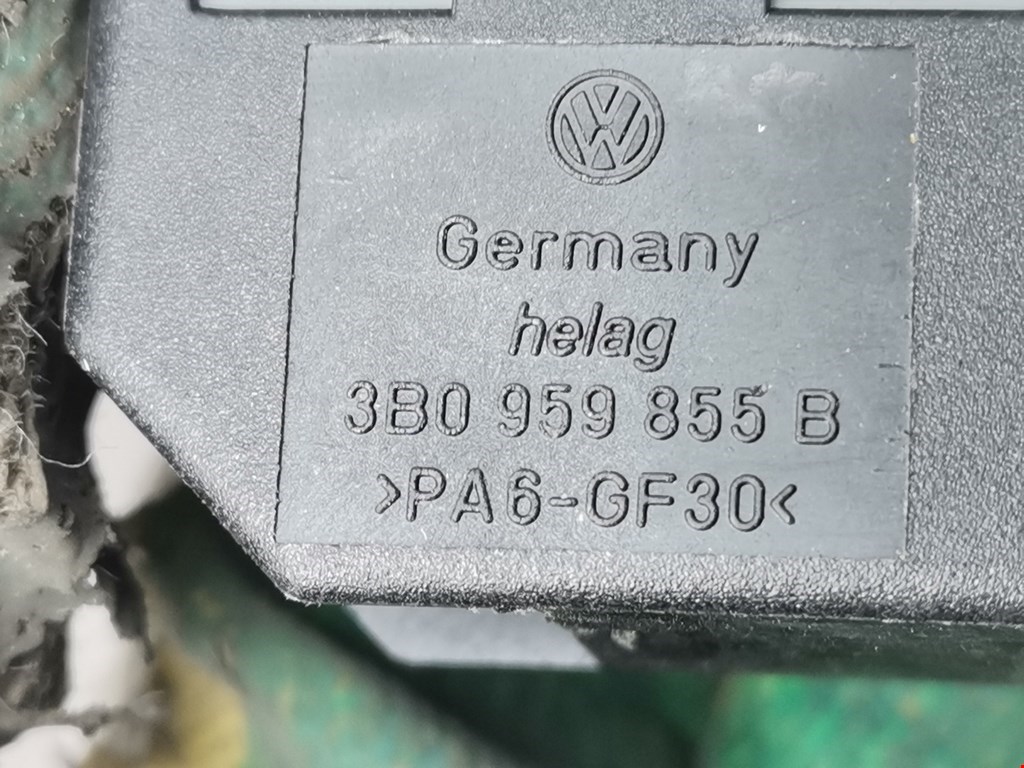 Germany
helag
3B0 959 855 B
>PA6-GF30<